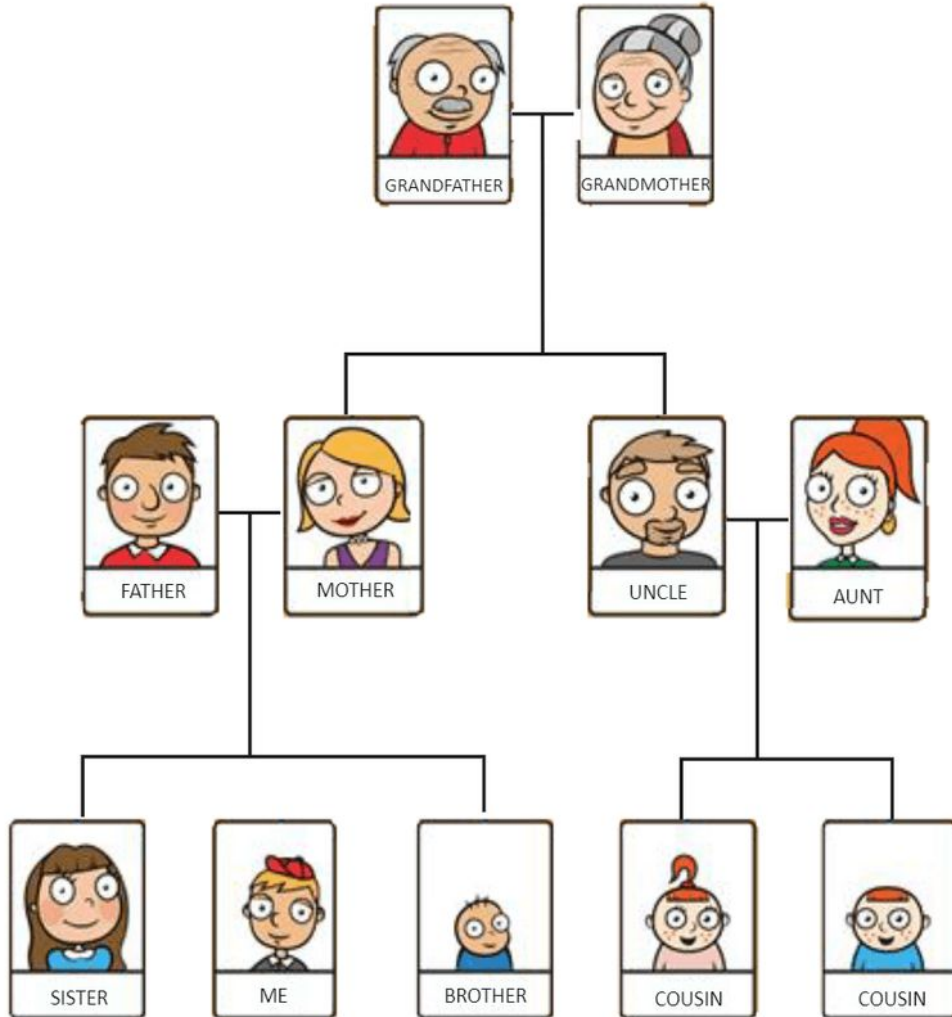 GRANDFATHER
GRANDMOTHER
FATHER
MOTHER
UNCLE
AUNT
SISTER
ME
BROTHER
COUSIN
COUSIN